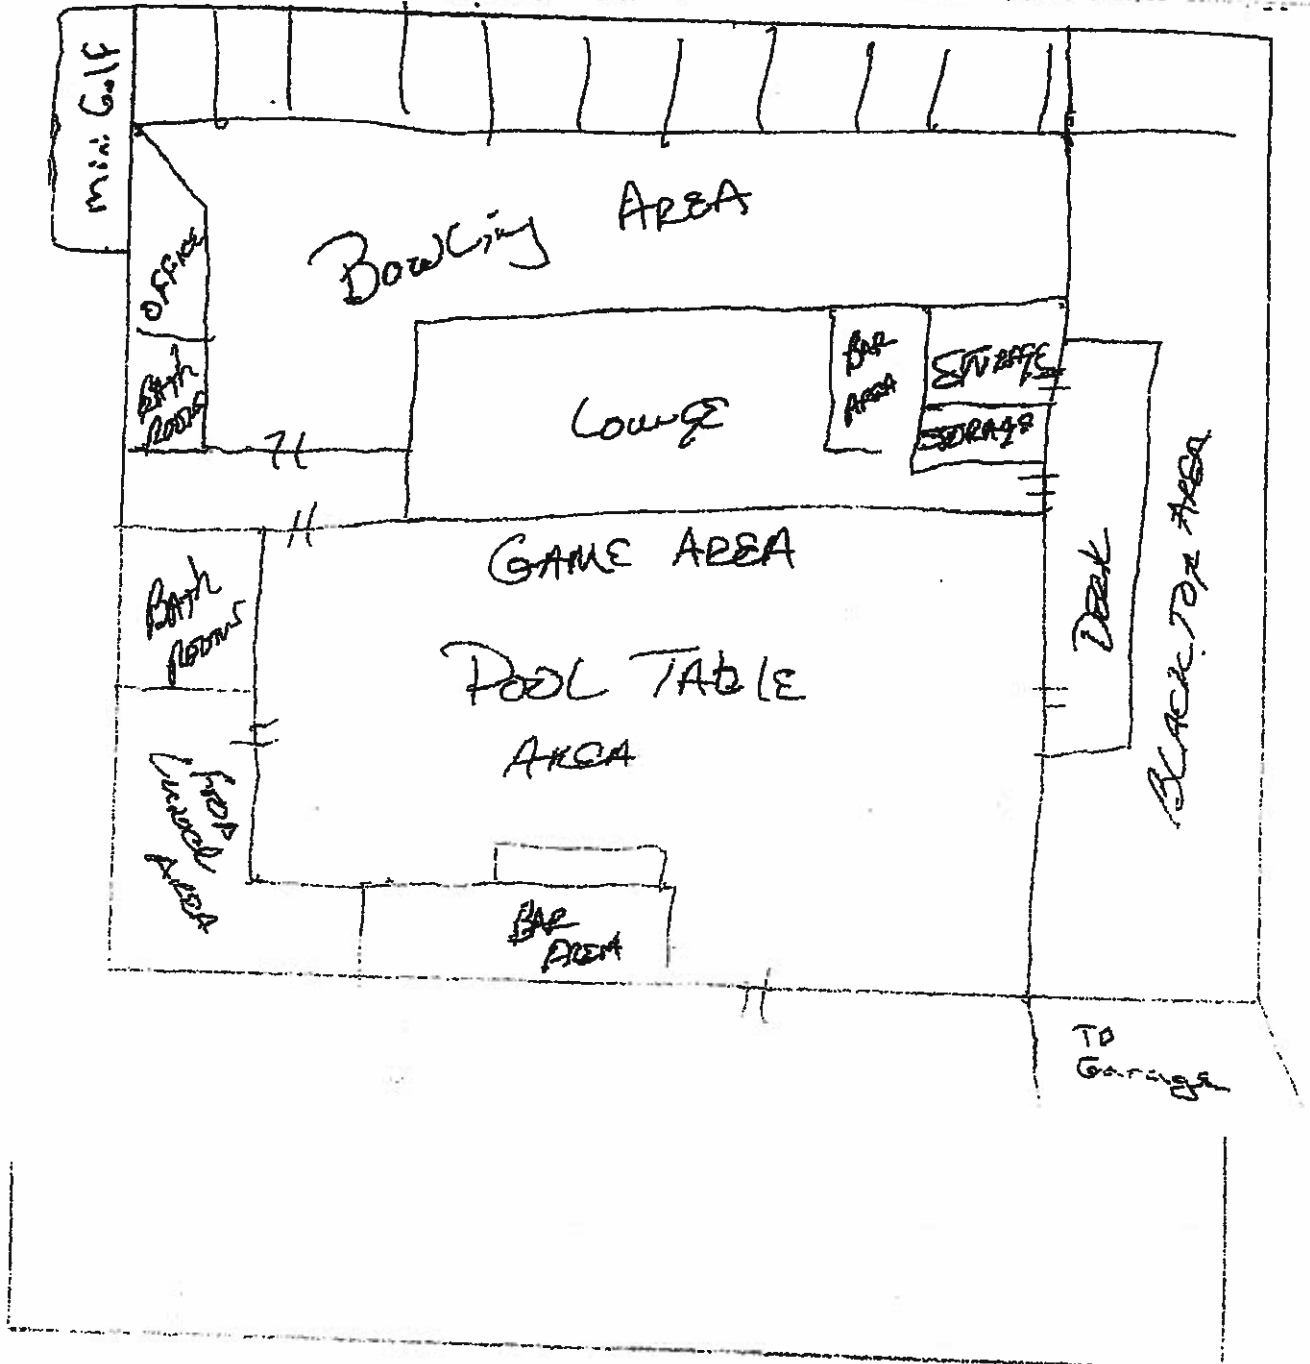 mini Golf
AREA
Bowling
OFFICE
BATH
ROOMS
Lounge
BAR
AREA
STORAGE
STORAGE
GAME AREA
BATH
ROOMS
POOL TABLE
AREA
DECK
BLACK TOP AREA
FOOD
AREA
BAR
AREA
TO
Garage